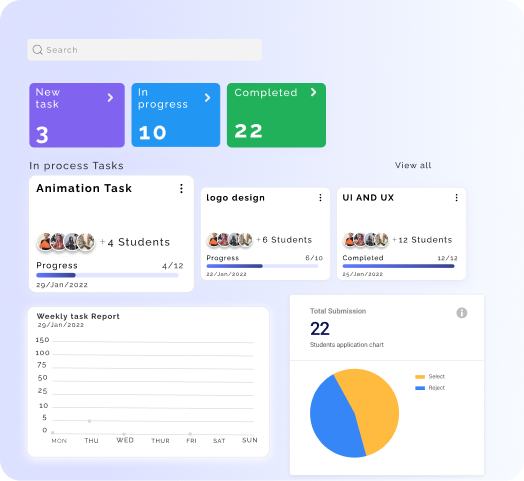 Search
New
task
3
In
progress
10
Completed
22
In process Tasks
View all
Animation Task
+4 Students
Progress 4/12
29/Jan/2022
logo design
+6 Students
Progress 6/10
22/Jan/2022
UI AND UX
+12 Students
Completed 12/12
25/Jan/2022
Weekly task Report
29/Jan/2022
150
100
75
50
25
10
5
0
MON THU WED THUR FRI SAT SUN
Total Submission
22
Students application chart
Select
Reject